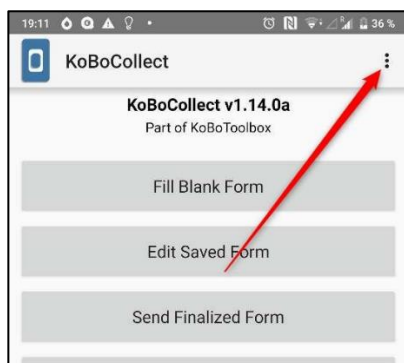 19:11 36 %
KoBoCollect
KoBoCollect v1.14.0a
Part of KoBoToolbox
Fill Blank Form
Edit Saved Form
Send Finalized Form